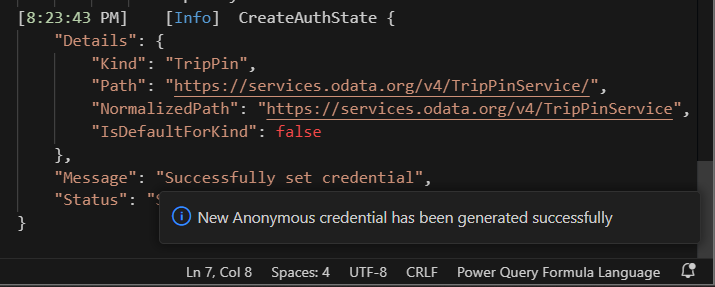 [8:23:43 PM] [Info] CreateAuthState {
"Details": {
"Kind": "TripPin",
"Path": "https://services.odata.org/v4/TripPinService/",
"NormalizedPath": "https://services.odata.org/v4/TripPinService",
"IsDefaultForKind": false
},
"Message": "Successfully set credential",
"Status":
}
New Anonymous credential has been generated successfully
Ln 7, Col 8 Spaces: 4 UTF-8 CRLF Power Query Formula Language